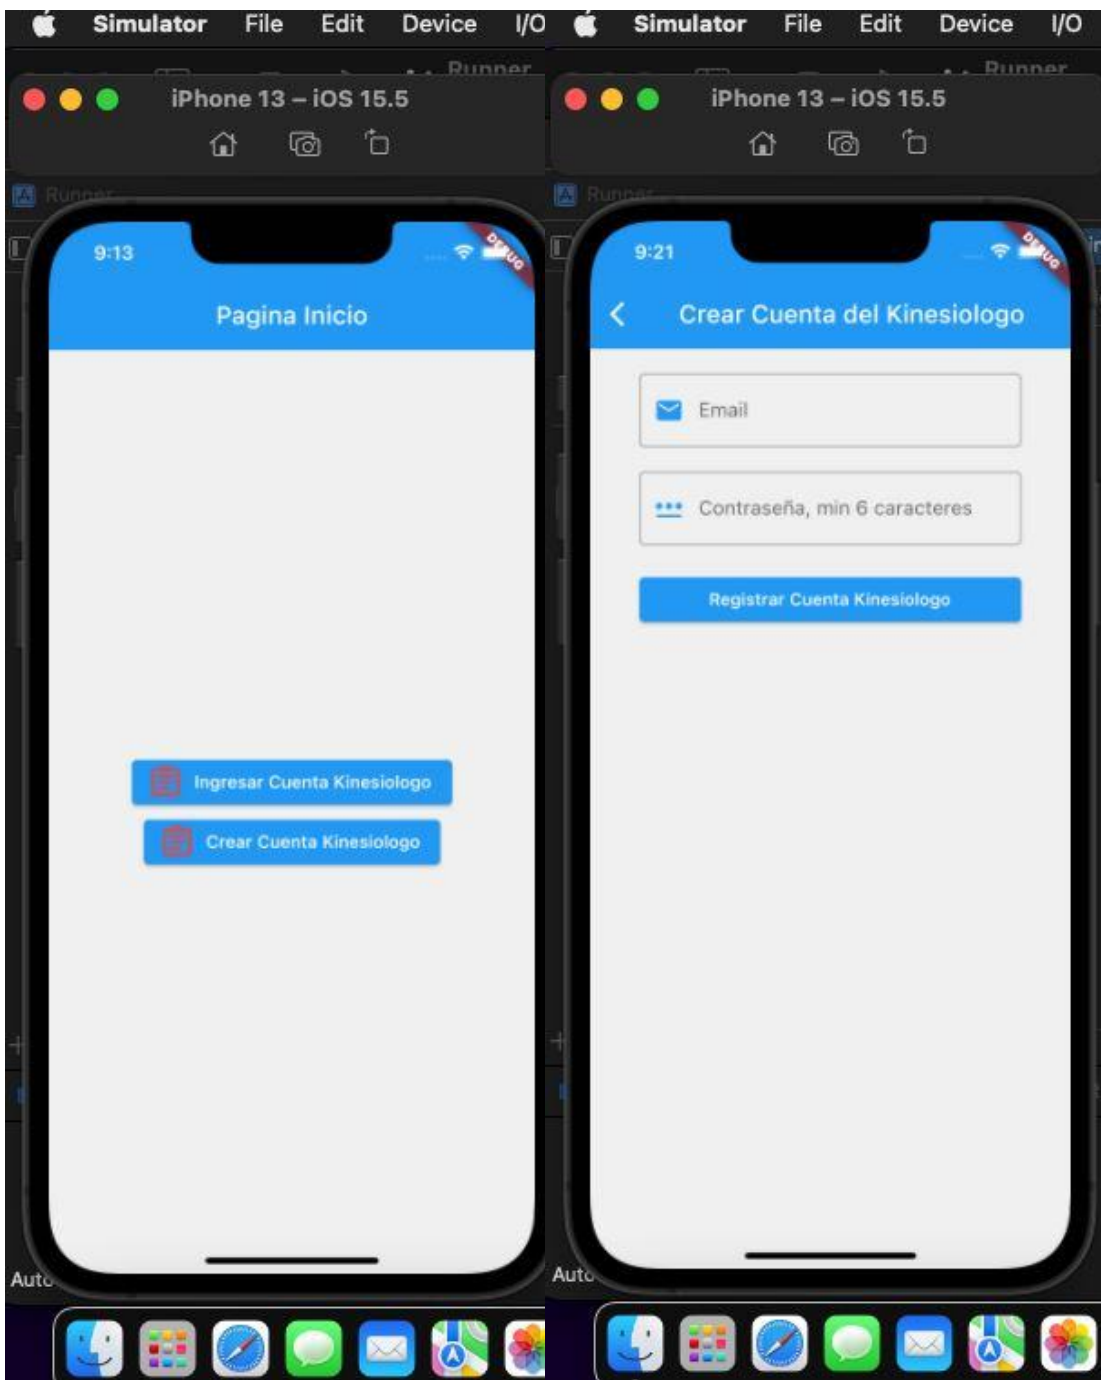 Simulator File Edit Device I/O
Runner
iPhone 13 – iOS 15.5
Runner
9:13
DEBUG
Pagina Inicio
Ingresar Cuenta Kinesiologo
Crear Cuenta Kinesiologo
Auto
Simulator File Edit Device I/O
Runner
iPhone 13 – iOS 15.5
Runner
9:21
DEBUG
Crear Cuenta del Kinesiologo
Email
Contraseña, min 6 caracteres
Registrar Cuenta Kinesiologo
Auto